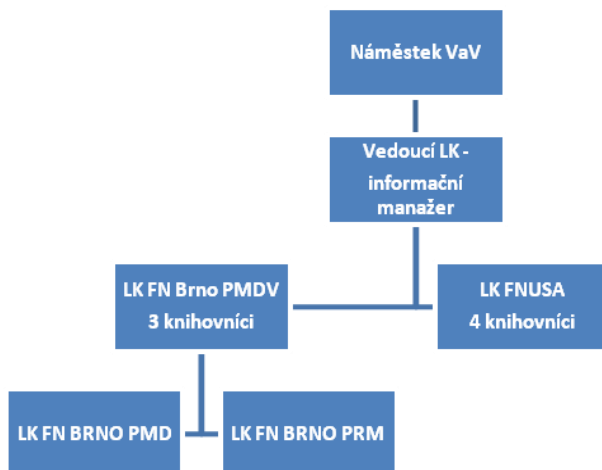 Náměstek VaV
Vedoucí LK -
informační
manažer
LK FN Brno PMDV
3 knihovníci
LK FNUSA
4 knihovníci
LK FN BRNO PMD
LK FN BRNO PRM